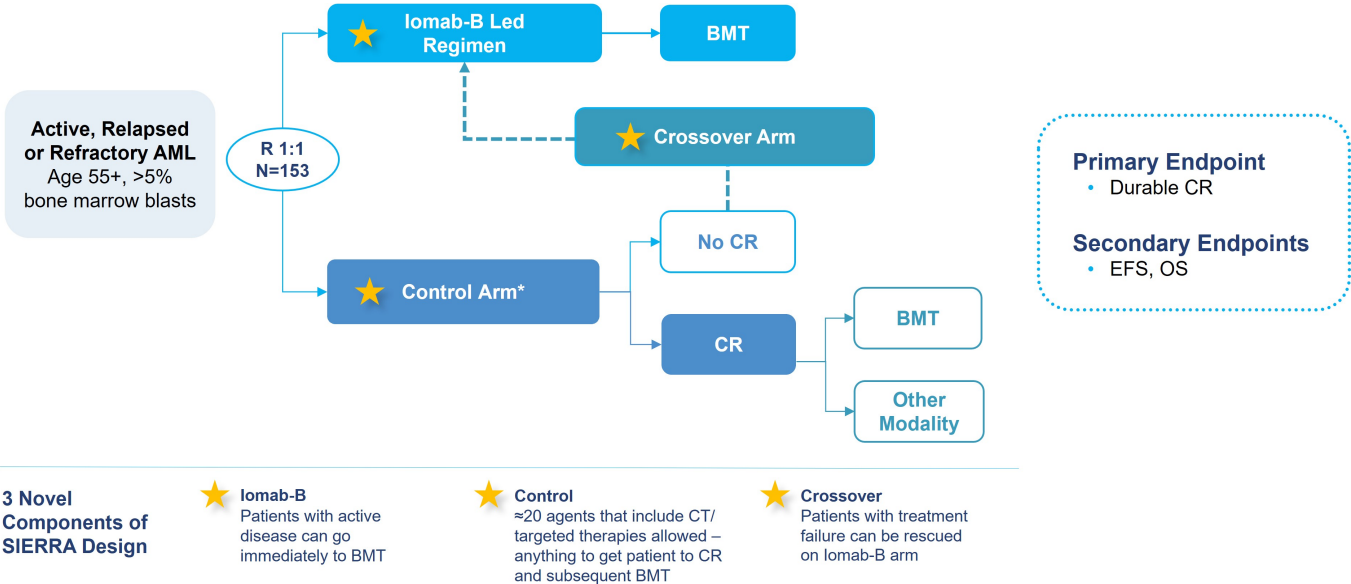 Iomab-B Led
Regimen
BMT
Active, Relapsed
or Refractory AML
Age 55+, >5%
bone marrow blasts
R 1:1
N=153
Crossover Arm
No CR
Control Arm*
CR
BMT
Other
Modality
Primary Endpoint
• Durable CR
Secondary Endpoints
• EFS, OS
3 Novel
Components of
SIERRA Design
Iomab-B
Patients with active
disease can go
immediately to BMT
Control
≈20 agents that include CT/
targeted therapies allowed –
anything to get patient to CR
and subsequent BMT
Crossover
Patients with treatment
failure can be rescued
on Iomab-B arm